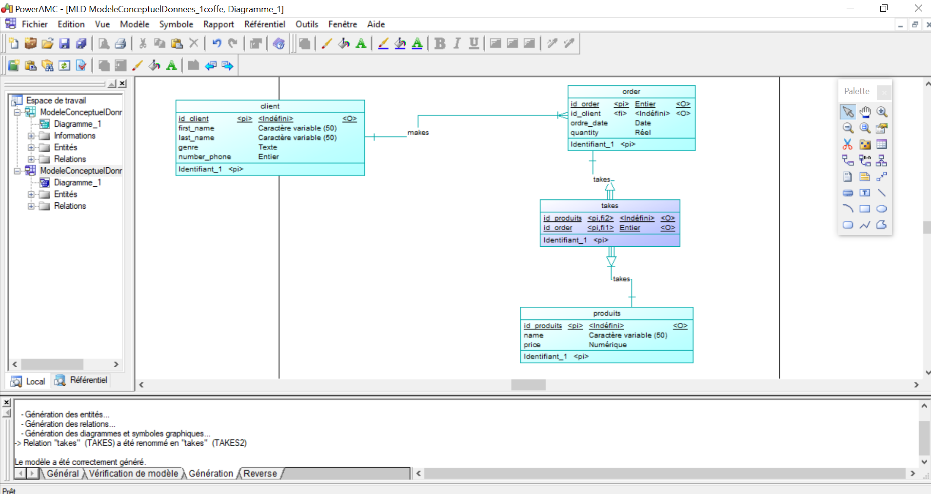 PowerAMC - [MLD ModeleConceptuelDonnees_1coffe, Diagramme_1]
Fichier Edition Vue Modèle Symbole Rapport Référentiel Outils Fenêtre Aide
B I U
Espace de travail
ModeleConceptuelDonr
Diagramme_1
Informations
Entités
Relations
ModeleConceptuelDonr
Diagramme_1
Entités
Relations
Local Référentiel
client
id_client <pi> <Indéfini> <O>
first_name Caractère variable (50)
last_name Caractère variable (50)
genre Texte
number_phone Entier
Identifiant_1 <pi>
makes
order
id_order <pi> Entier <O>
id_client <fi> <Indéfini> <O>
ordre_date Date
quantity Réel
Identifiant_1 <pi>
takes
takes
id_produits <pi,fi2> <Indéfini> <O>
id_order <pi,fi1> Entier <O>
Identifiant_1 <pi>
takes
produits
id_produits <pi> <Indéfini> <O>
name Caractère variable (50)
price Numérique
Identifiant_1 <pi>
Palette
- Génération des entités...
- Génération des relations...
- Génération des diagrammes et symboles graphiques...
-> Relation "takes" (TAKES) a été renommé en "takes" (TAKES2)
Le modèle a été correctement généré.
Général Vérification de modèle Génération Reverse
Prêt